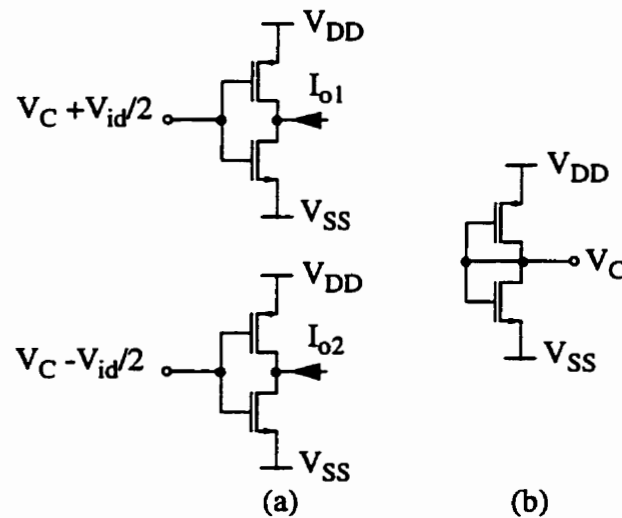 V_DD
V_C +V_id/2
I_o1
V_SS
V_DD
V_C -V_id/2
I_o2
V_SS
(a)
V_DD
V_C
V_SS
(b)